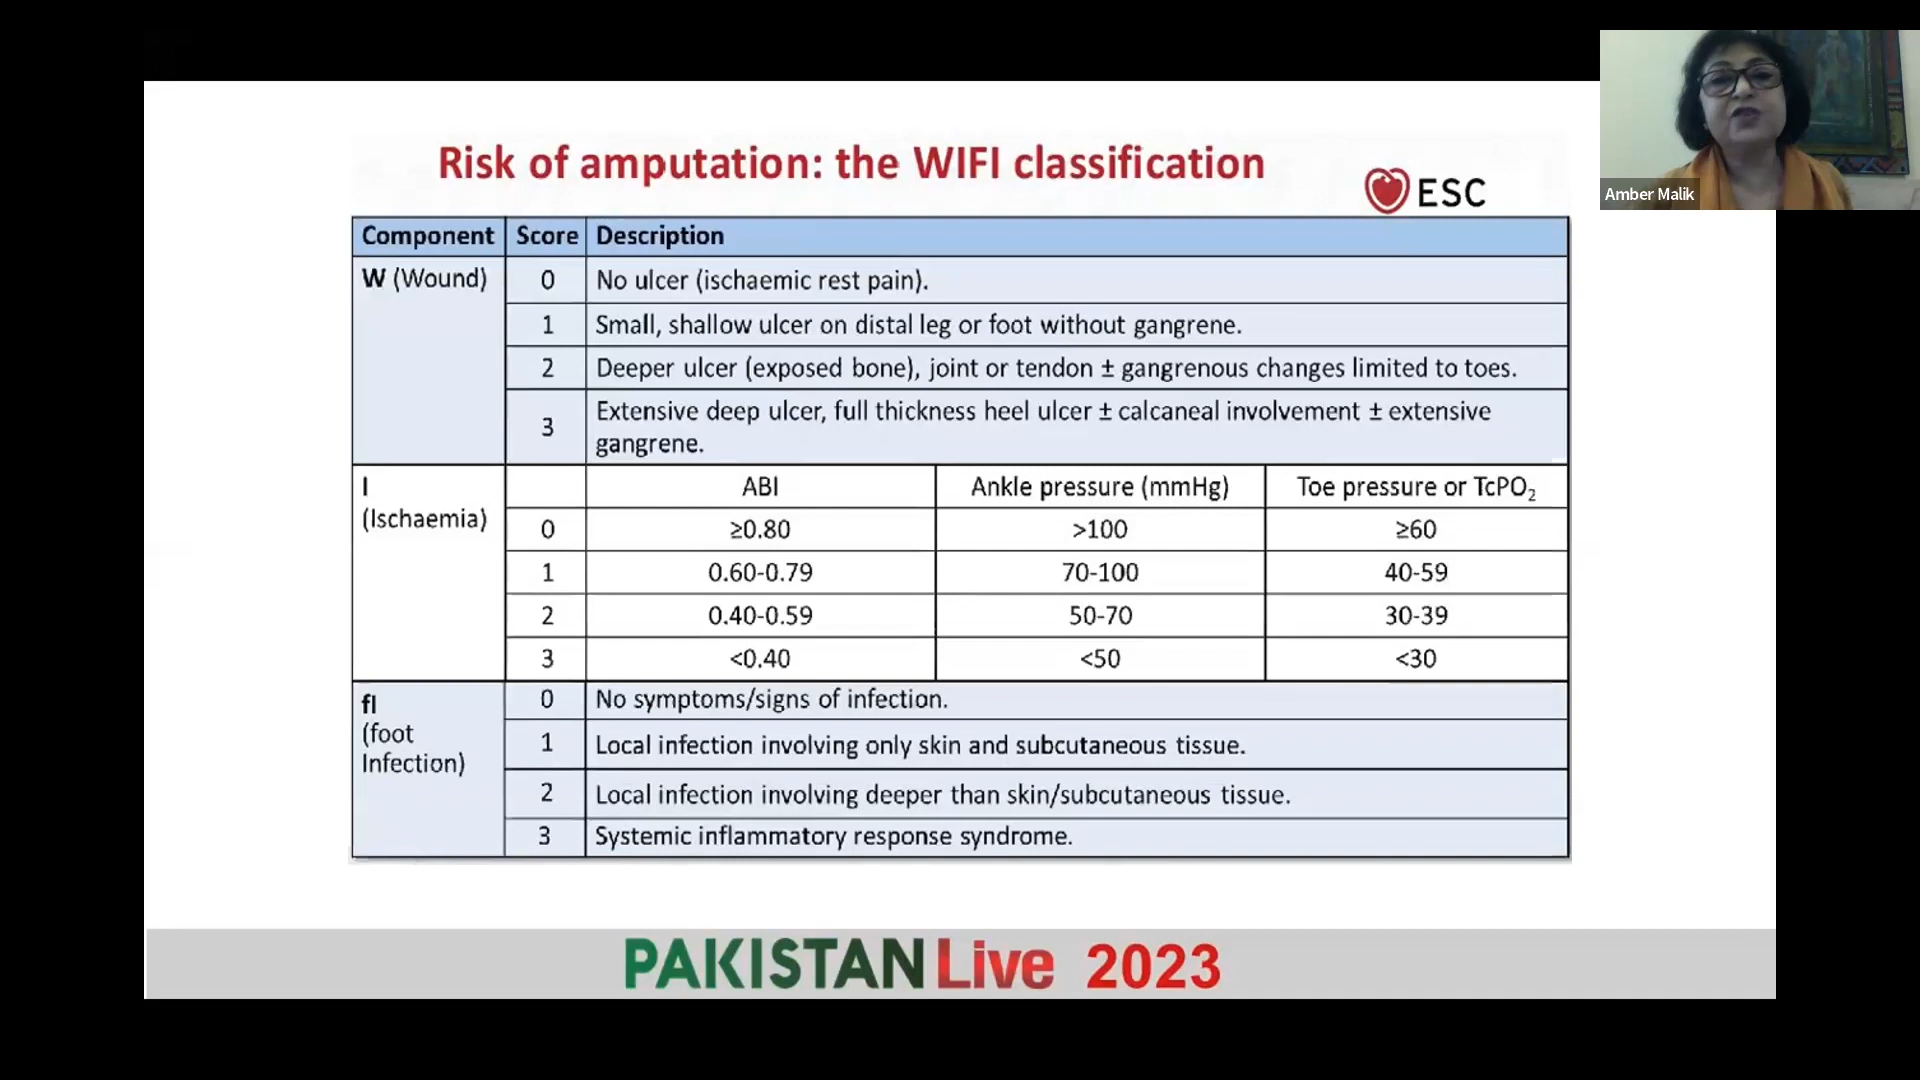 Risk of amputation: the WIFI classification
ESC
Amber Malik
Component Score Description
W (Wound) 0 No ulcer (ischaemic rest pain).
1 Small, shallow ulcer on distal leg or foot without gangrene.
2 Deeper ulcer (exposed bone), joint or tendon ± gangrenous changes limited to toes.
3 Extensive deep ulcer, full thickness heel ulcer ± calcaneal involvement ± extensive
gangrene.
I
(Ischaemia)
ABI Ankle pressure (mmHg) Toe pressure or TcPO₂
0 ≥0.80 >100 ≥60
1 0.60-0.79 70-100 40-59
2 0.40-0.59 50-70 30-39
3 <0.40 <50 <30
fI
(foot
Infection)
0 No symptoms/signs of infection.
1 Local infection involving only skin and subcutaneous tissue.
2 Local infection involving deeper than skin/subcutaneous tissue.
3 Systemic inflammatory response syndrome.
PAKISTAN Live 2023